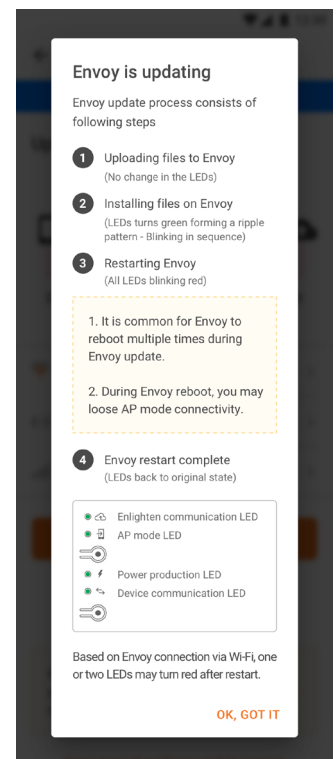 Envoy is updating
Envoy update process consists of
following steps
1 Uploading files to Envoy
(No change in the LEDs)
2 Installing files on Envoy
(LEDs turns green forming a ripple
pattern - Blinking in sequence)
3 Restarting Envoy
(All LEDs blinking red)
1. It is common for Envoy to
reboot multiple times during
Envoy update.
2. During Envoy reboot, you may
loose AP mode connectivity.
4 Envoy restart complete
(LEDs back to original state)
Enlighten communication LED
AP mode LED
Power production LED
Device communication LED
Based on Envoy connection via Wi-Fi, one
or two LEDs may turn red after restart.
OK, GOT IT